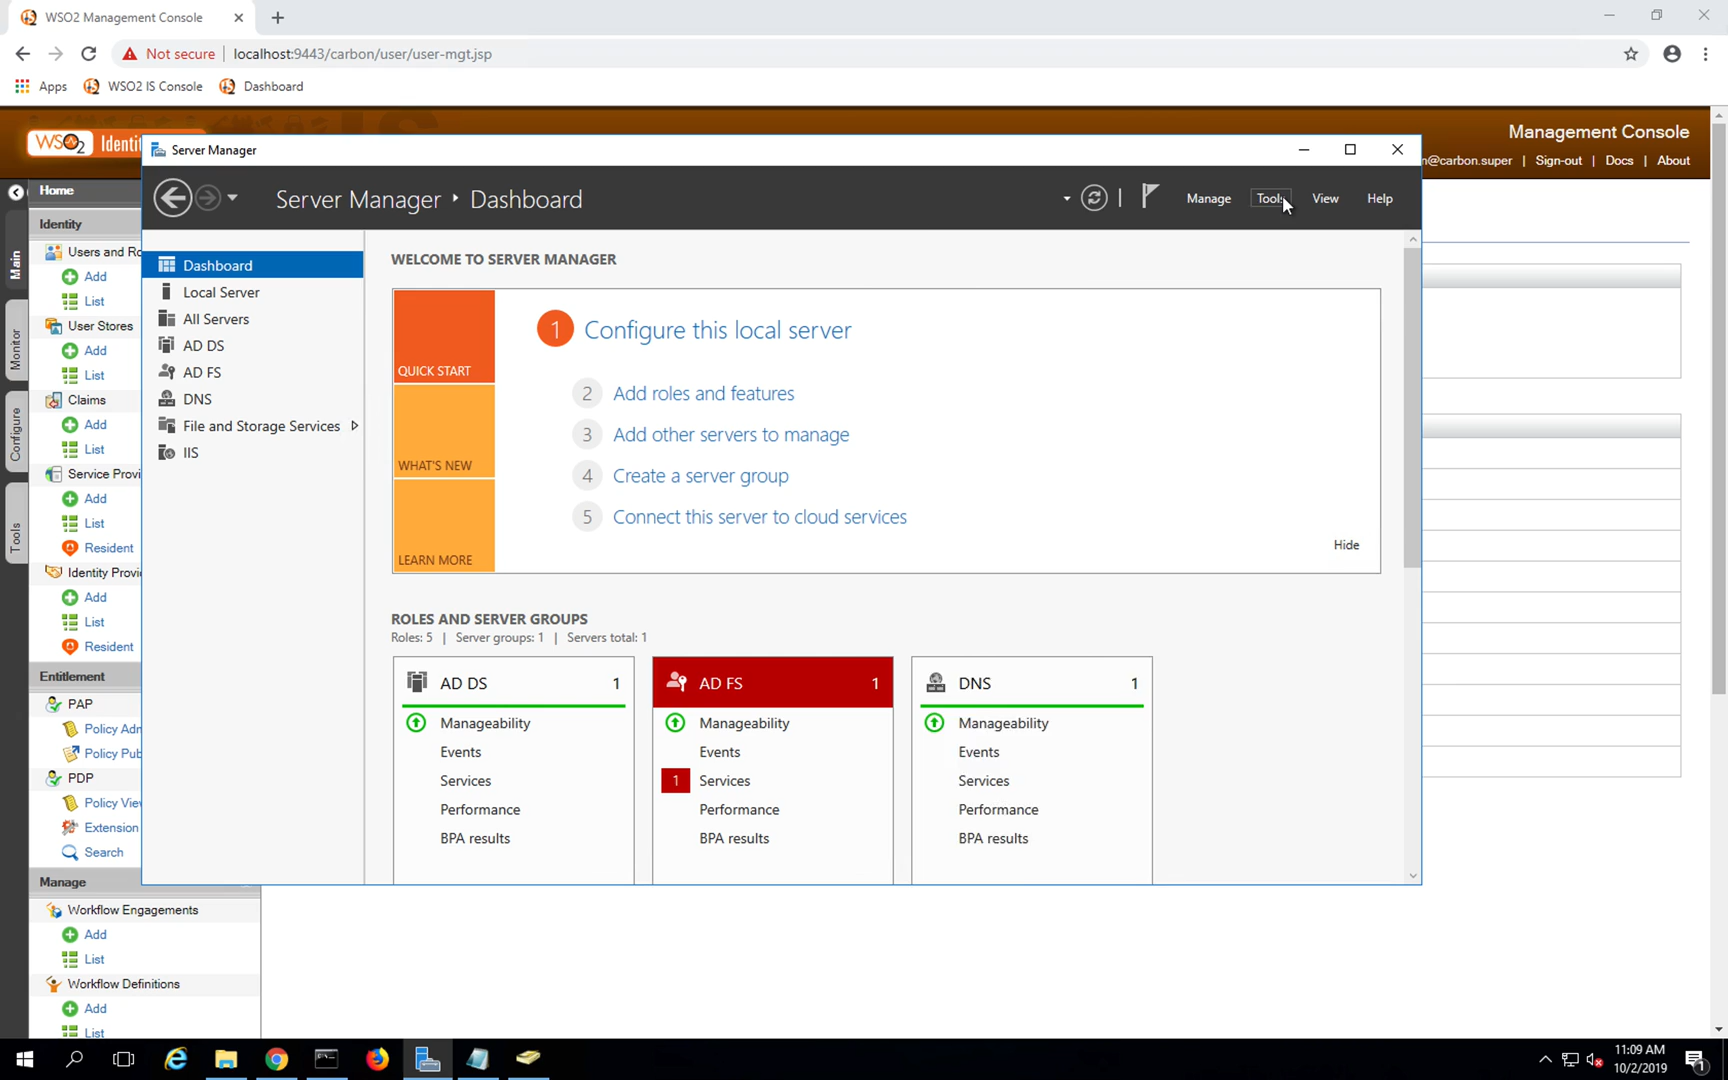 WSO2 Management Console
Not secure
localhost:9443/carbon/user/user-mgt.jsp
Apps
WSO2 IS Console
Dashboard
WSO2
Management Console
@carbon.super | Sign-out | Docs | About
Server Manager
Server Manager ‣ Dashboard
Manage
Tools
View
Help
Main
Monitor
Configure
Tools
Home
Identity
Users and
Add
List
User Stores
Add
List
Claims
Add
List
Service
Add
List
Resident
Identity
Add
List
Resident
Entitlement
PAP
Policy
Policy
PDP
Policy
Extension
Search
Manage
Workflow Engagements
Add
List
Workflow Definitions
Add
List
Dashboard
Local Server
All Servers
AD DS
AD FS
DNS
File and Storage Services
IIS
WELCOME TO SERVER MANAGER
QUICK START
WHAT'S NEW
LEARN MORE
1 Configure this local server
2 Add roles and features
3 Add other servers to manage
4 Create a server group
5 Connect this server to cloud services
Hide
ROLES AND SERVER GROUPS
Roles: 5 | Server groups: 1 | Servers total: 1
AD DS 1
Manageability
Events
Services
Performance
BPA results
AD FS 1
Manageability
Events
1 Services
Performance
BPA results
DNS 1
Manageability
Events
Services
Performance
BPA results
11:09 AM
10/2/2019
1